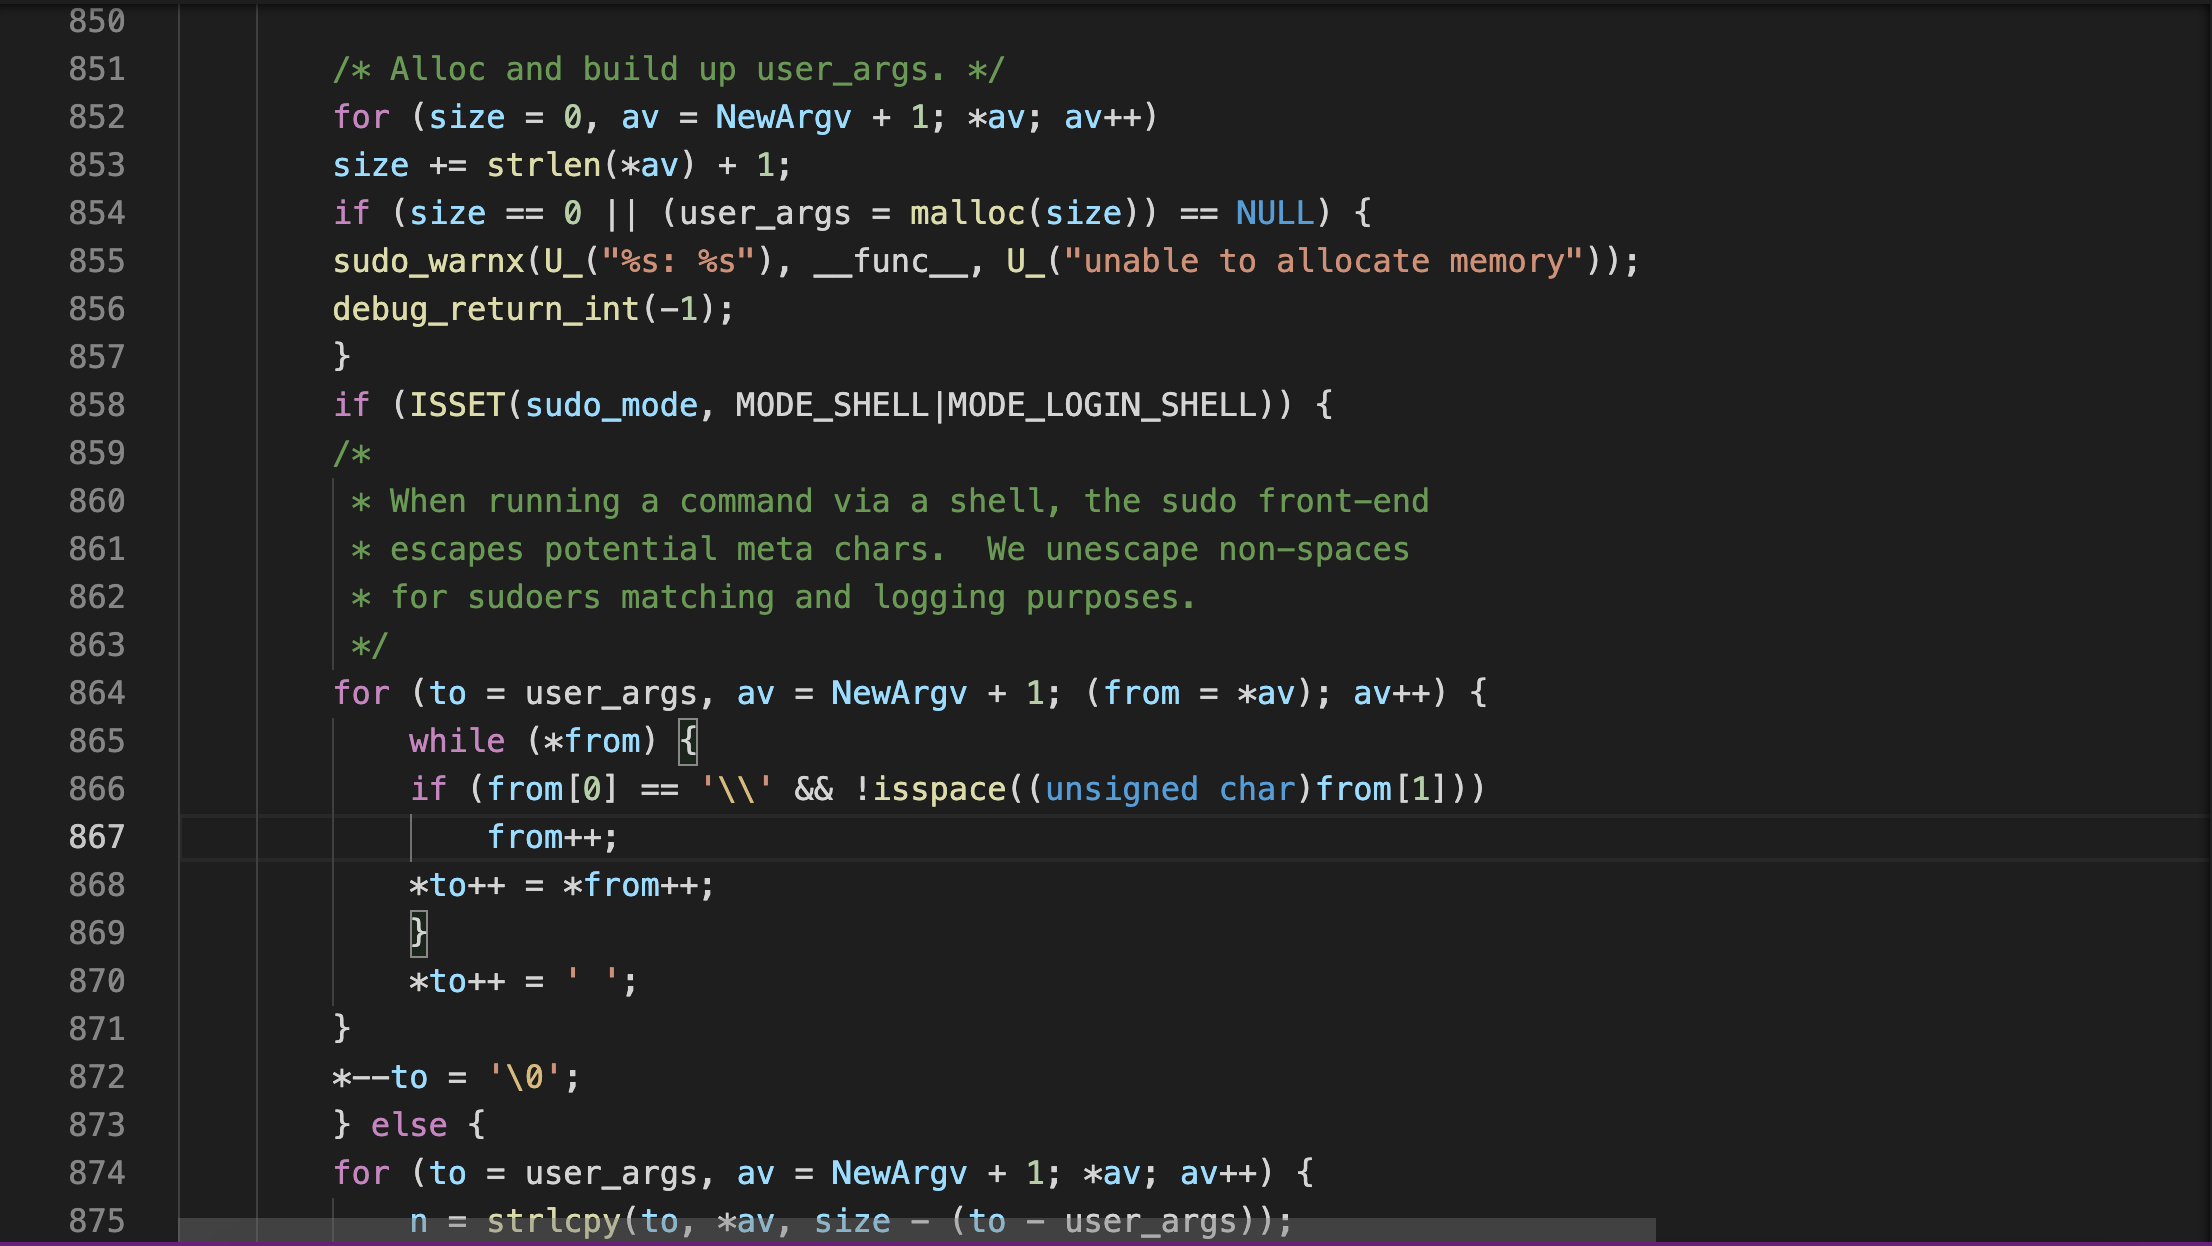 850
851 /* Alloc and build up user_args. */
852 for (size = 0, av = NewArgv + 1; *av; av++)
853 size += strlen(*av) + 1;
854 if (size == 0 || (user_args = malloc(size)) == NULL) {
855 sudo_warnx(U_("%s: %s"), __func__, U_("unable to allocate memory"));
856 debug_return_int(-1);
857 }
858 if (ISSET(sudo_mode, MODE_SHELL|MODE_LOGIN_SHELL)) {
859 /*
860 * When running a command via a shell, the sudo front-end
861 * escapes potential meta chars.  We unescape non-spaces
862 * for sudoers matching and logging purposes.
863 */
864 for (to = user_args, av = NewArgv + 1; (from = *av); av++) {
865 while (*from) {
866 if (from[0] == '\\' && !isspace((unsigned char)from[1]))
867 from++;
868 *to++ = *from++;
869 }
870 *to++ = ' ';
871 }
872 *--to = '\0';
873 } else {
874 for (to = user_args, av = NewArgv + 1; *av; av++) {
875 n = strlcpy(to, *av, size - (to - user_args));